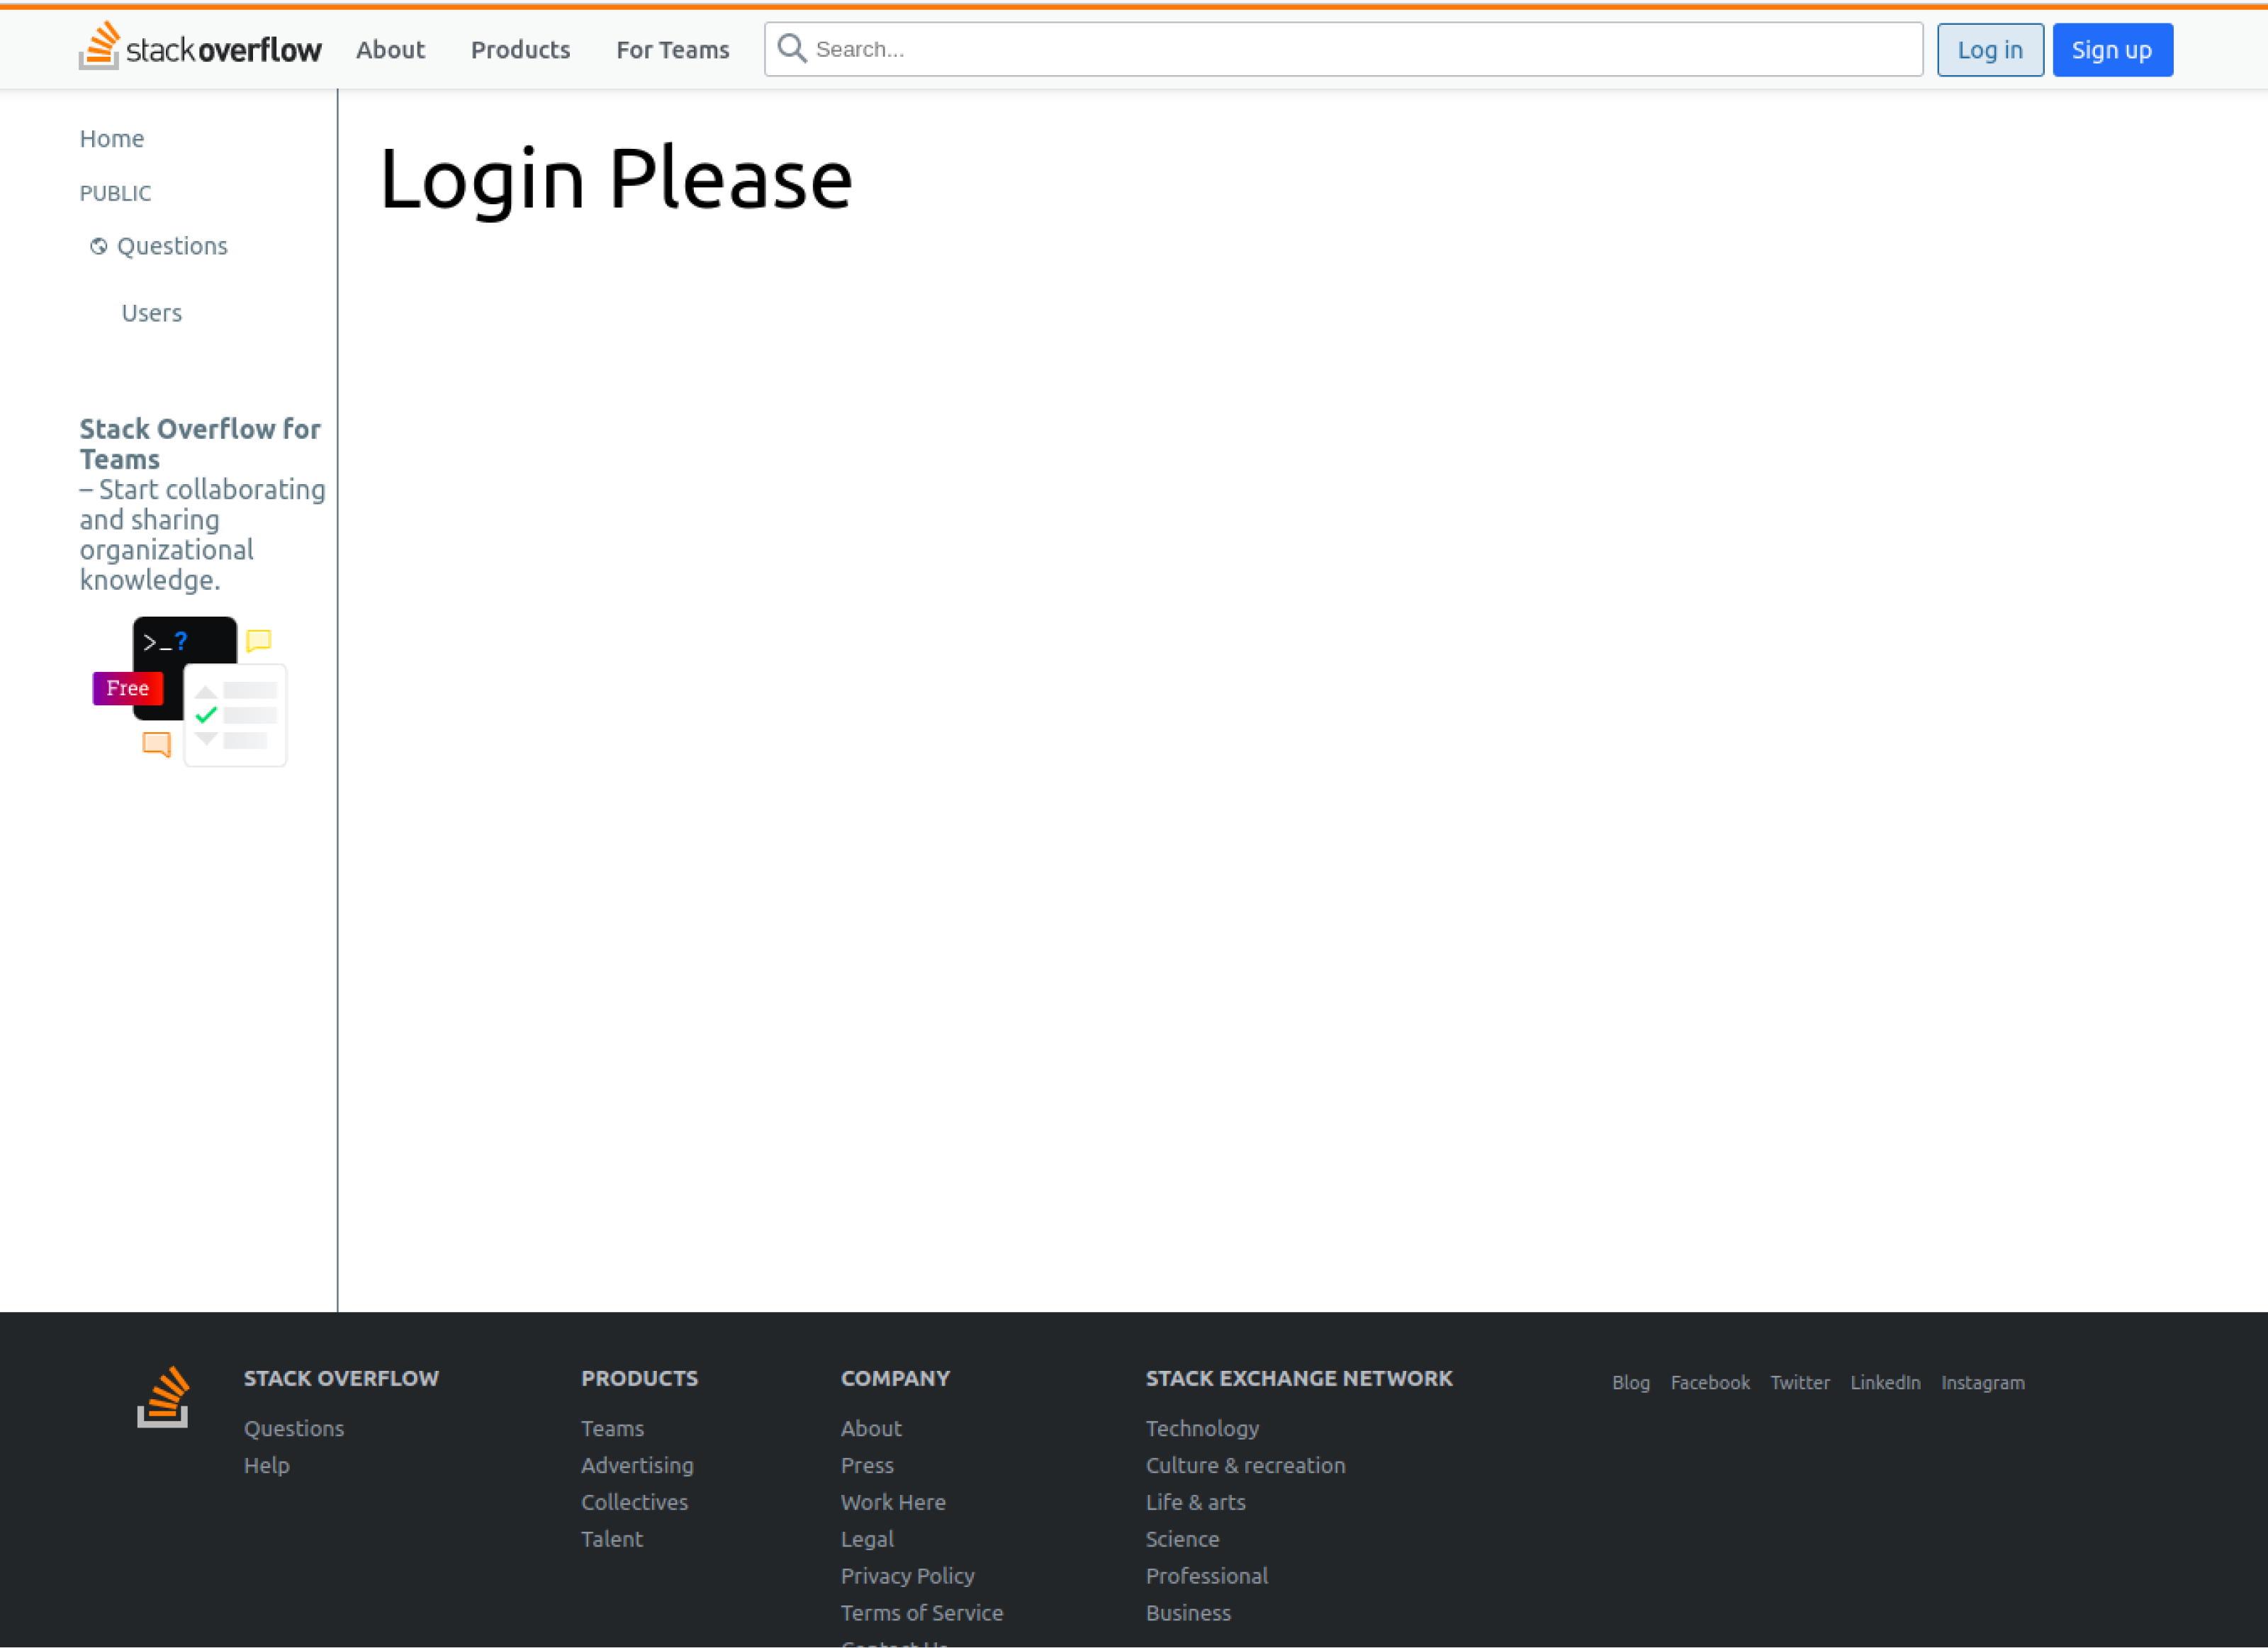 stackoverflow About Products For Teams Search... Log in Sign up
Home
PUBLIC
Questions
Users
Stack Overflow for
Teams
– Start collaborating
and sharing
organizational
knowledge.
>_?
Free
Login Please
STACK OVERFLOW
Questions
Help
PRODUCTS
Teams
Advertising
Collectives
Talent
COMPANY
About
Press
Work Here
Legal
Privacy Policy
Terms of Service
STACK EXCHANGE NETWORK
Technology
Culture & recreation
Life & arts
Science
Professional
Business
Blog Facebook Twitter LinkedIn Instagram